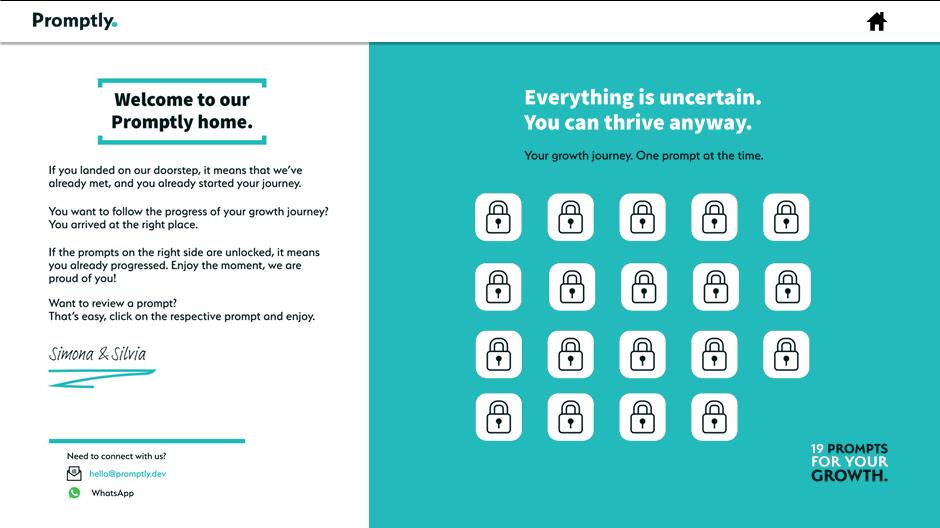 Promptly.
Welcome to our
Promptly home.
If you landed on our doorstep, it means that we've
already met, and you already started your journey.
You want to follow the progress of your growth journey?
You arrived at the right place.
If the prompts on the right side are unlocked, it means
you already progressed. Enjoy the moment, we are
proud of you!
Want to review a prompt?
That's easy, click on the respective prompt and enjoy.
Simona & Silvia
Need to connect with us?
hello@promptly.dev
WhatsApp
Everything is uncertain.
You can thrive anyway.
Your growth journey. One prompt at the time.
19 PROMPTS
FOR YOUR
GROWTH.